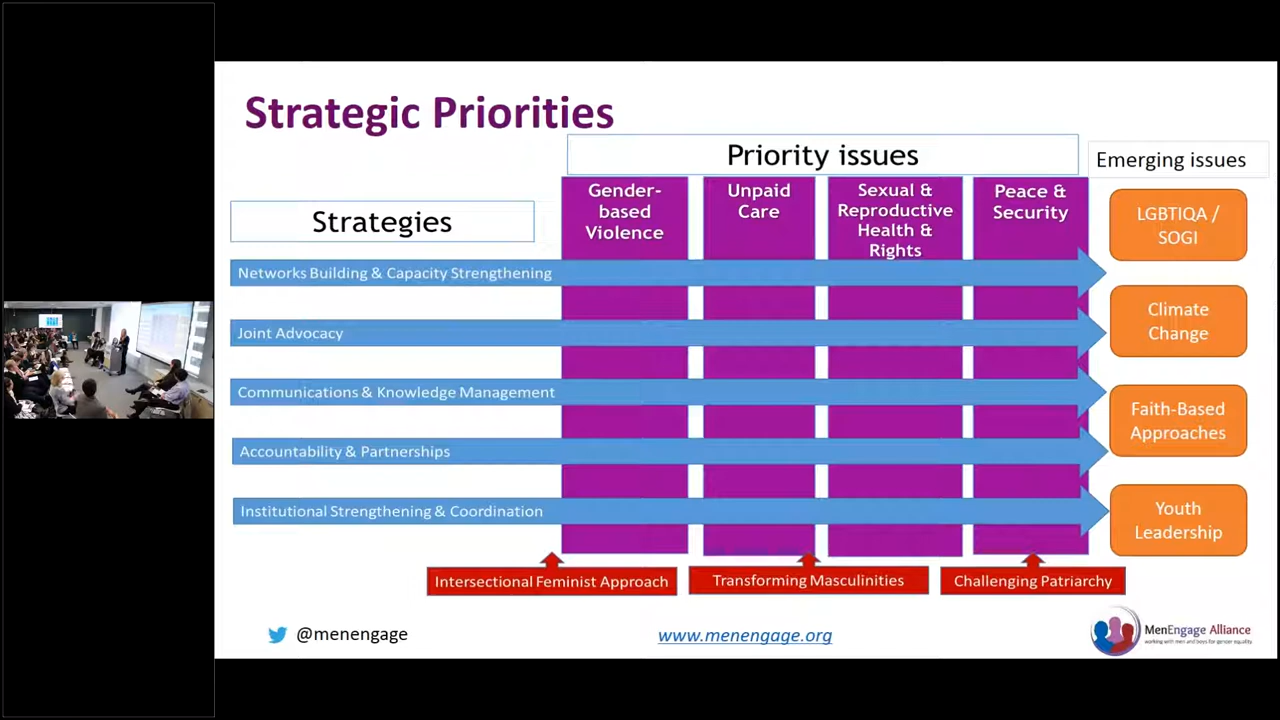 Strategic Priorities
Priority issues
Emerging issues
Strategies
Gender-
based
Violence
Unpaid
Care
Sexual &
Reproductive
Health &
Rights
Peace &
Security
LGBTIQA /
SOGI
Climate
Change
Faith-Based
Approaches
Youth
Leadership
Networks Building & Capacity Strengthening
Joint Advocacy
Communications & Knowledge Management
Accountability & Partnerships
Institutional Strengthening & Coordination
Intersectional Feminist Approach
Transforming Masculinities
Challenging Patriarchy
@menengage
www.menengage.org
MenEngage Alliance
working with men and boys for gender equality